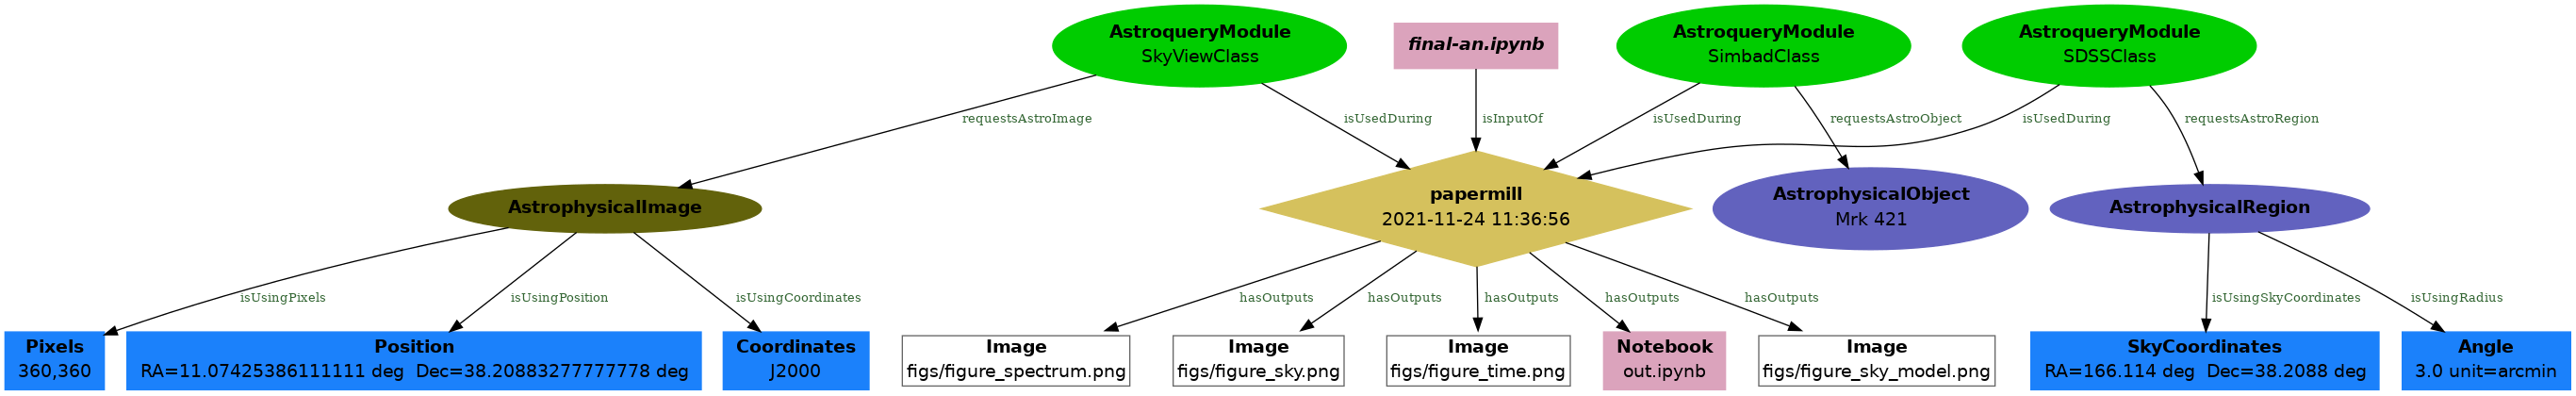 AstroqueryModule
SkyViewClass
final-an.ipynb
AstroqueryModule
SimbadClass
AstroqueryModule
SDSSClass
requestsAstroImage
isUsedDuring
isInputOf
isUsedDuring
requestsAstroObject
isUsedDuring
requestsAstroRegion
AstrophysicalImage
papermill
2021-11-24 11:36:56
AstrophysicalObject
Mrk 421
AstrophysicalRegion
isUsingPixels
isUsingPosition
isUsingCoordinates
hasOutputs
hasOutputs
hasOutputs
hasOutputs
hasOutputs
isUsingSkyCoordinates
isUsingRadius
Pixels
360,360
Position
RA=11.07425386111111 deg  Dec=38.20883277777778 deg
Coordinates
J2000
Image
figs/figure_spectrum.png
Image
figs/figure_sky.png
Image
figs/figure_time.png
Notebook
out.ipynb
Image
figs/figure_sky_model.png
SkyCoordinates
RA=166.114 deg  Dec=38.2088 deg
Angle
3.0 unit=arcmin